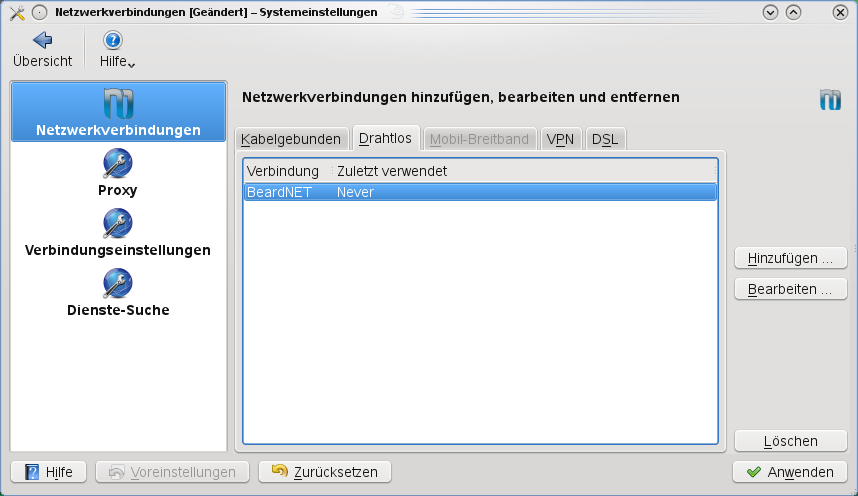 Netzwerkverbindungen [Geändert] – Systemeinstellungen
Übersicht Hilfe
Netzwerkverbindungen
Proxy
Verbindungseinstellungen
Dienste-Suche
Netzwerkverbindungen hinzufügen, bearbeiten und entfernen
Kabelgebunden Drahtlos Mobil-Breitband VPN DSL
Verbindung Zuletzt verwendet
BeardNET Never
Hinzufügen ...
Bearbeiten ...
Löschen
Hilfe Voreinstellungen Zurücksetzen Anwenden